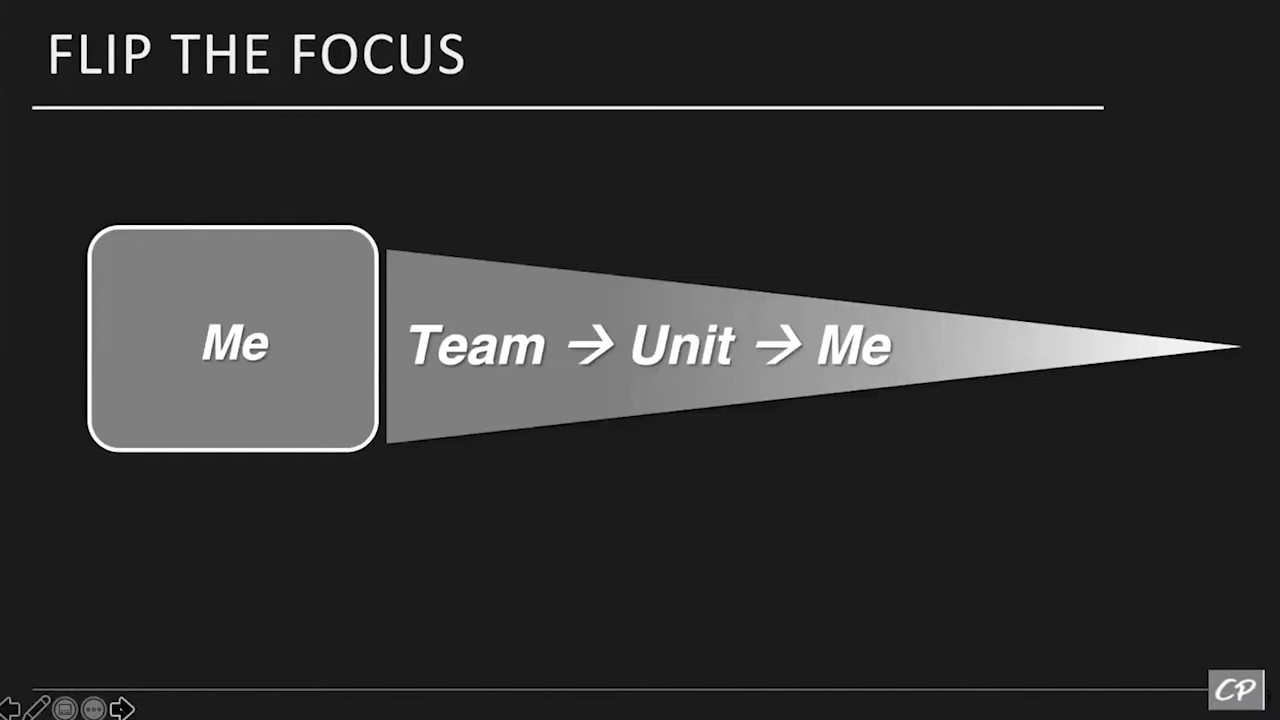 FLIP THE FOCUS
Me
Team → Unit → Me
CP